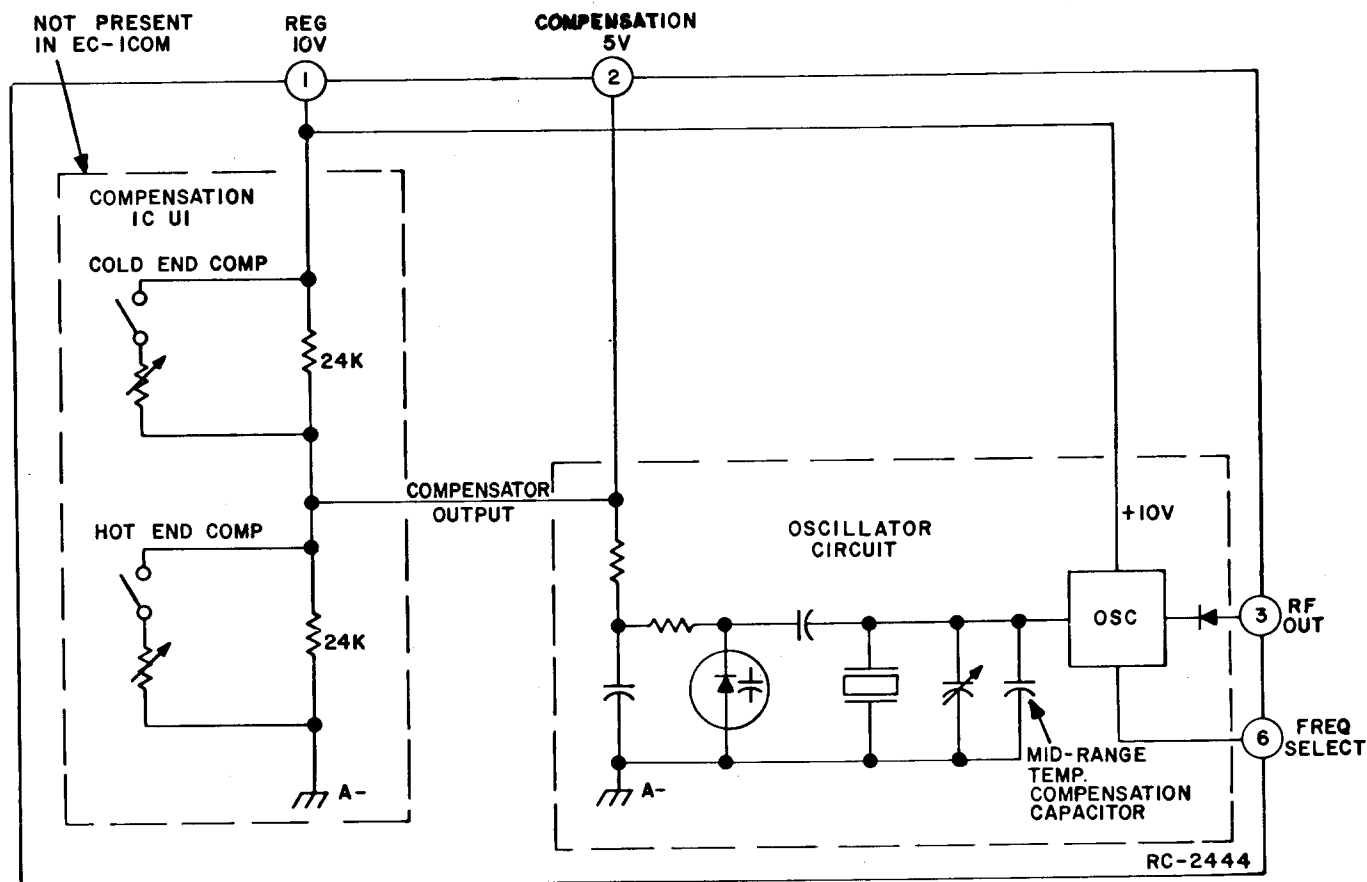 NOT PRESENT
IN EC-ICOM
REG
10V
COMPENSATION
5V
1
2
COMPENSATION
IC U1
COLD END COMP
24K
COMPENSATOR
OUTPUT
HOT END COMP
24K
A-
OSCILLATOR
CIRCUIT
+10V
OSC
3
RF
OUT
6
FREQ
SELECT
MID-RANGE
TEMP.
COMPENSATION
CAPACITOR
A-
RC-2444